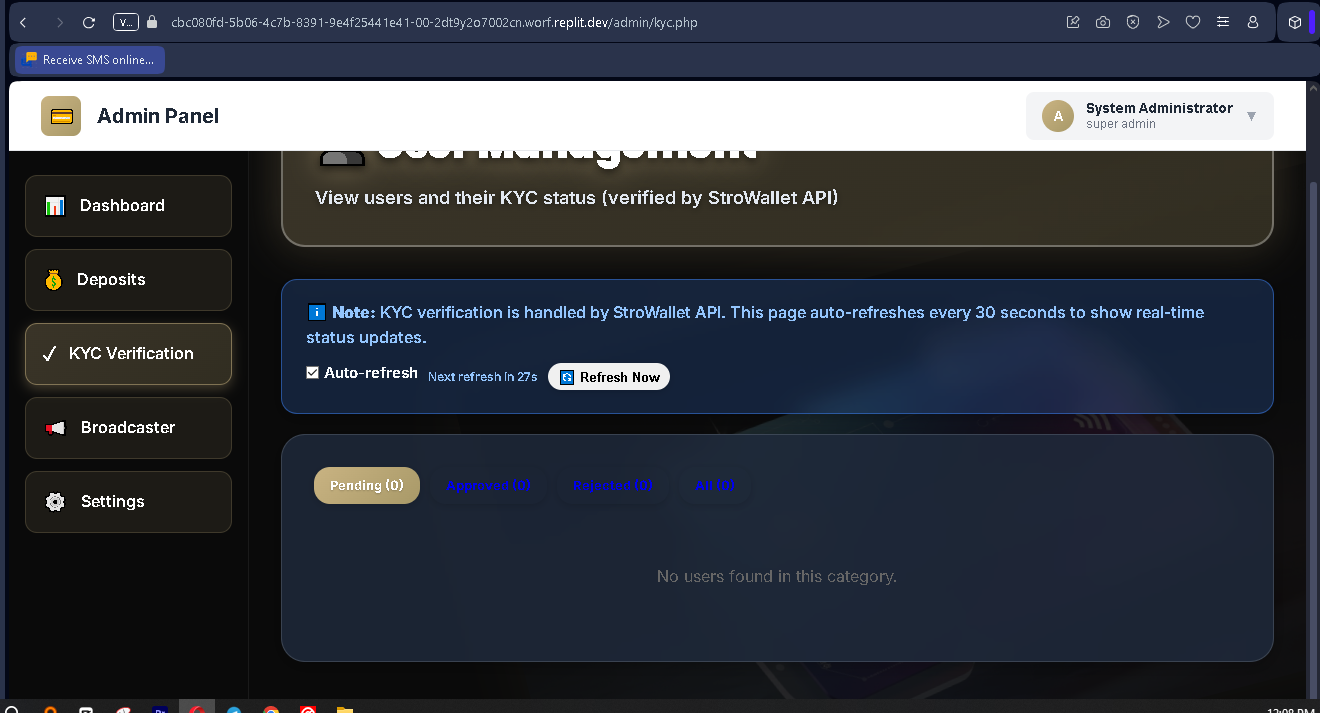 V...
cbc080fd-5b06-4c7b-8391-9e4f25441e41-00-2dt9y2o7002cn.worf.replit.dev/admin/kyc.php
Receive SMS online...
Admin Panel
A
System Administrator
super admin
Dashboard
Deposits
KYC Verification
Broadcaster
Settings
User Management
View users and their KYC status (verified by StroWallet API)
Note: KYC verification is handled by StroWallet API. This page auto-refreshes every 30 seconds to show real-time
status updates.
Auto-refresh
Next refresh in 27s
Refresh Now
Pending (0)
Approved (0)
Rejected (0)
All (0)
No users found in this category.
12:08 PM